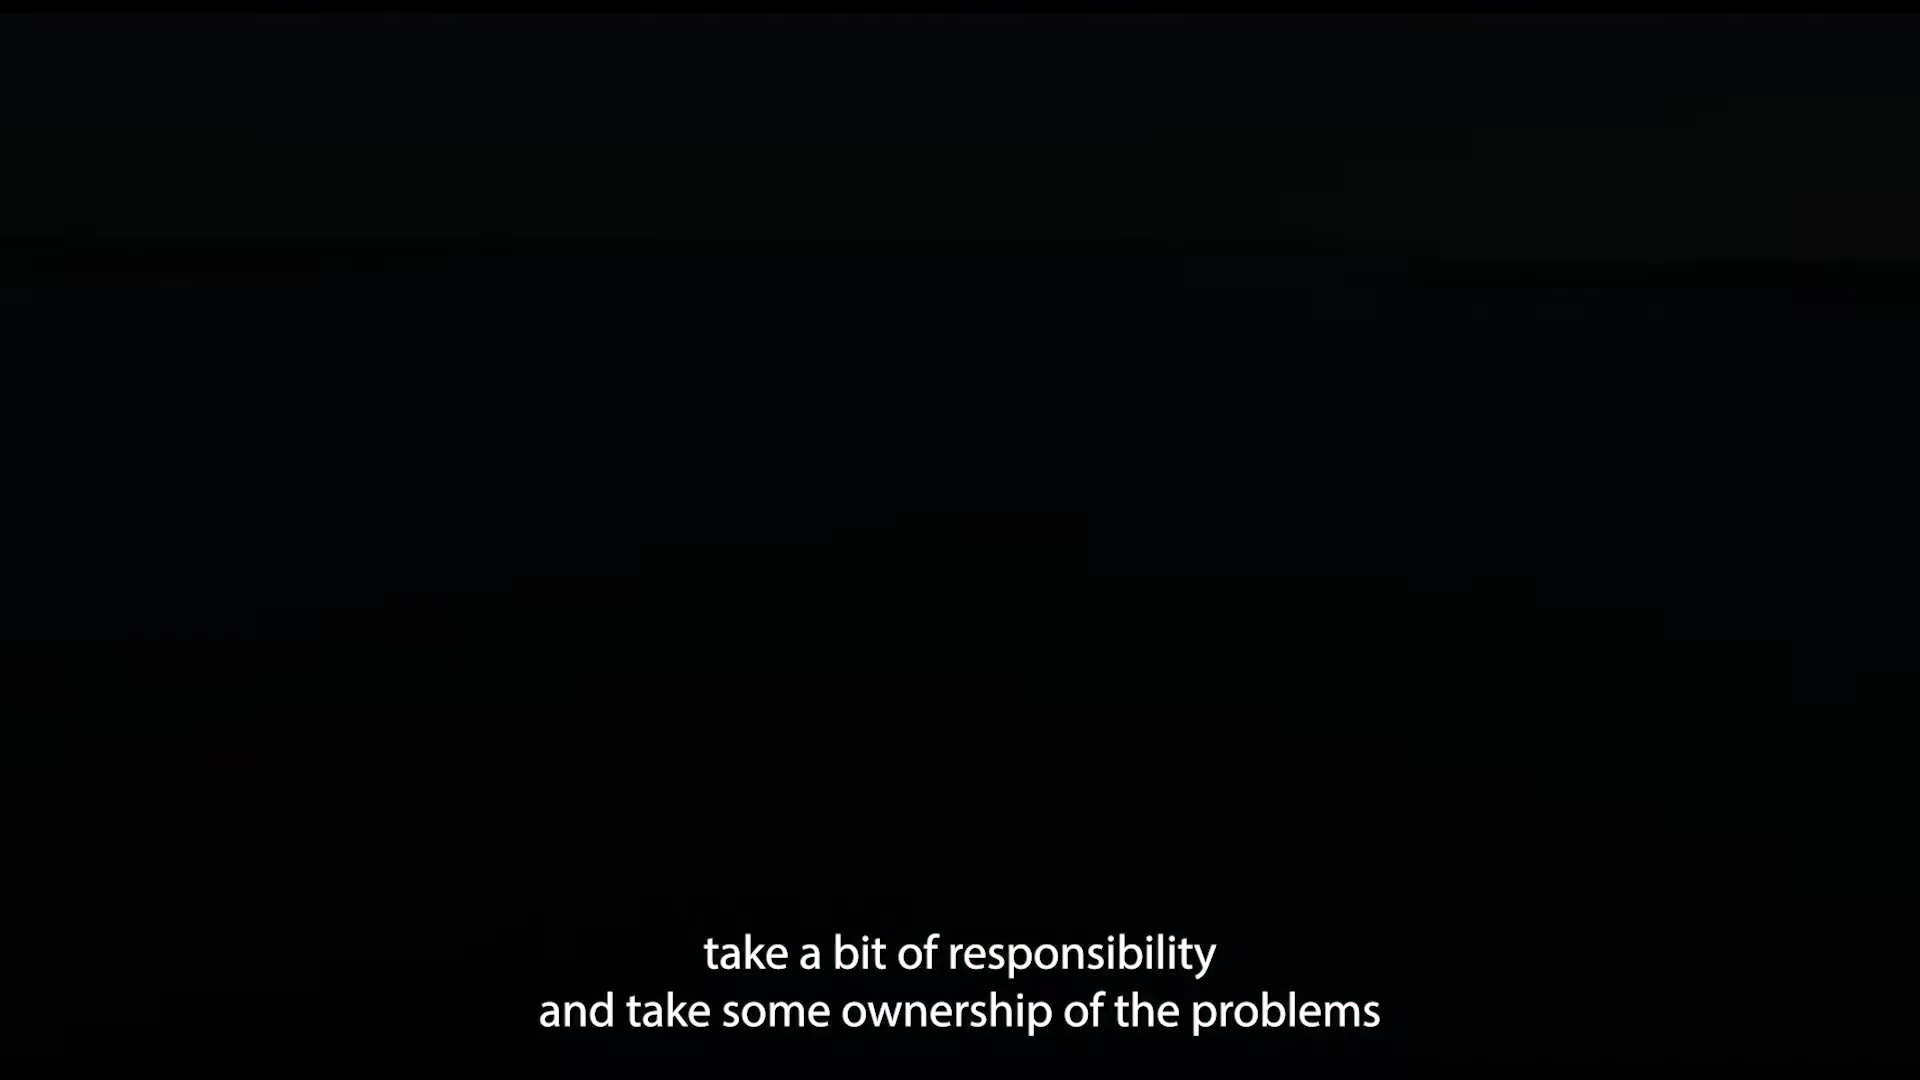 take a bit of responsibility
and take some ownership of the problems